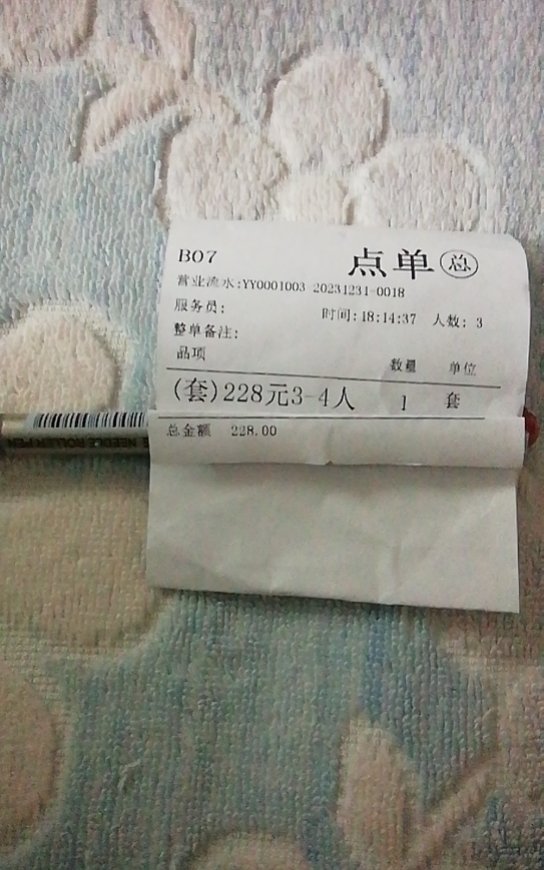 B07 点单 总
营业流水:YY0001003 20231231-0018
服务员: 时间:18:14:37 人数: 3
整单备注:
品项 数量 单位
(套)228元3-4人 1 套
总金额 228.00
NEEDLE ROLLER PEN